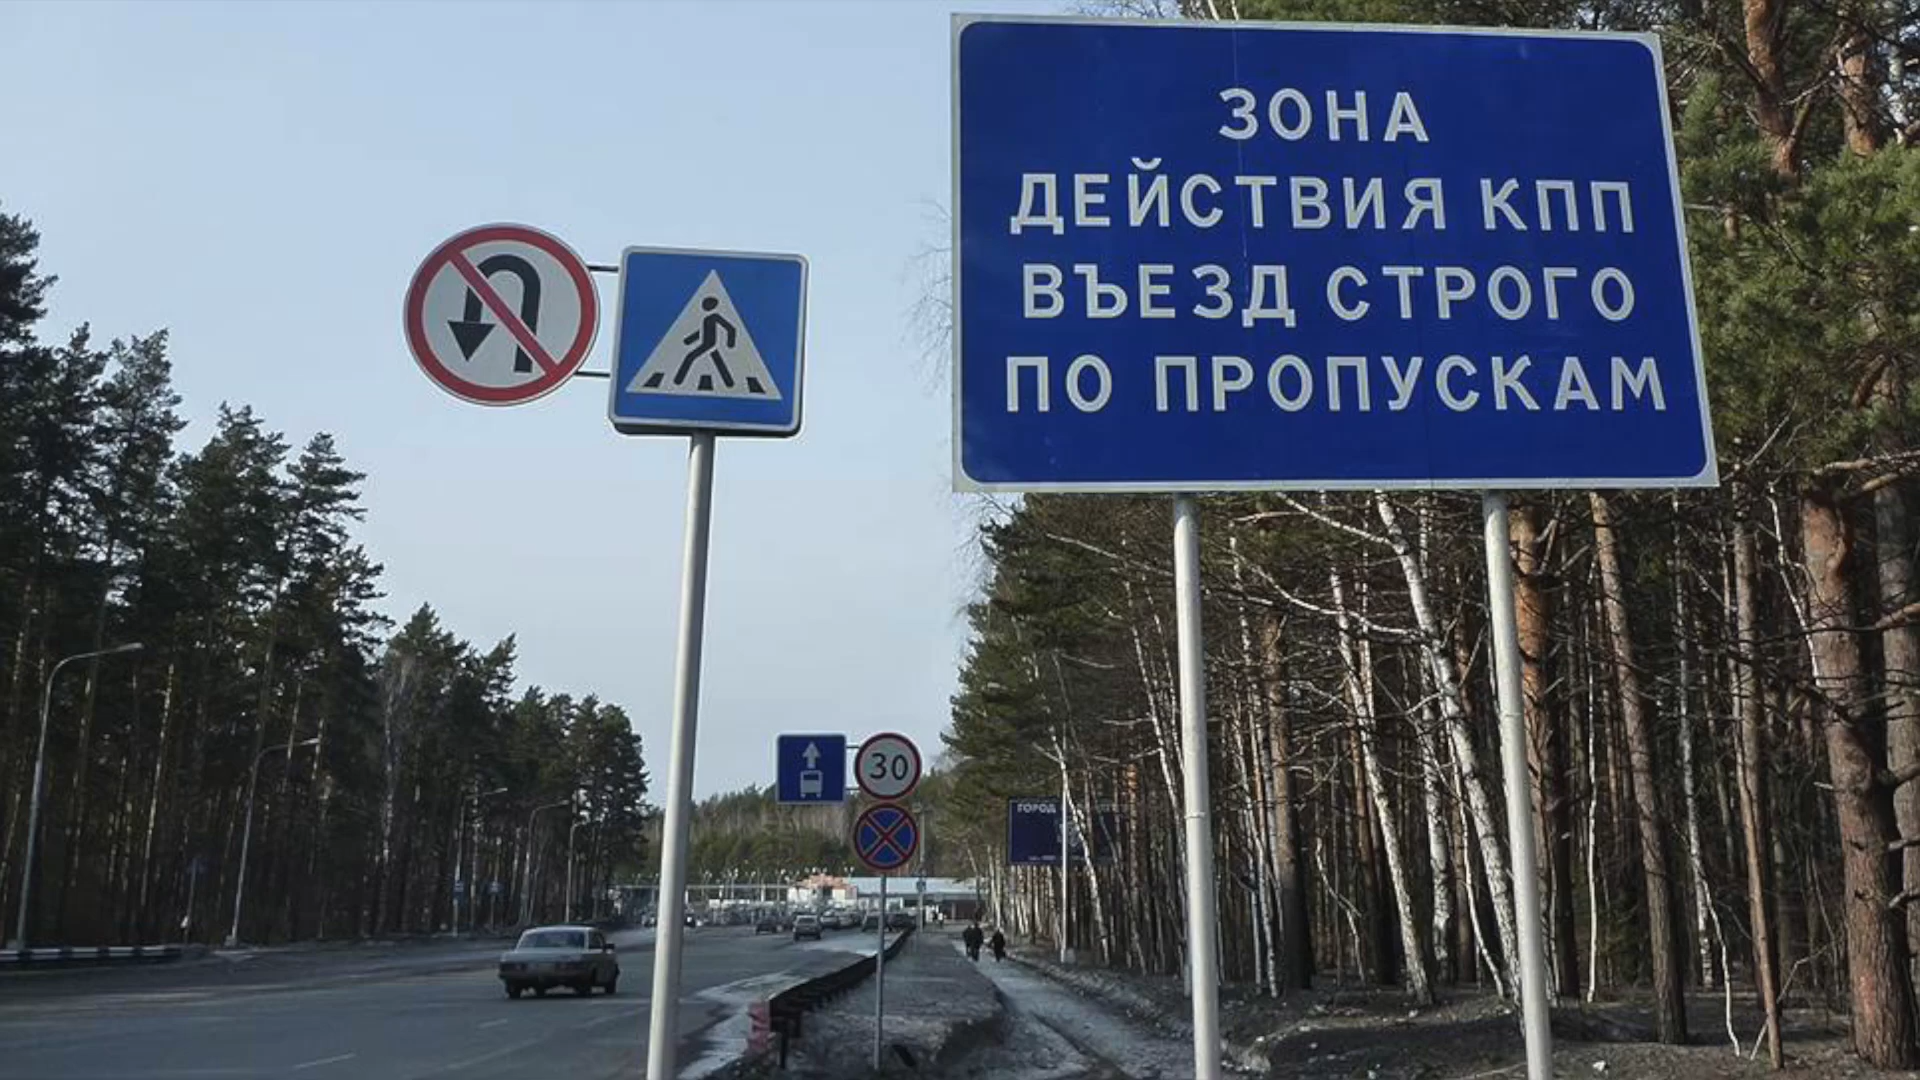 ЗОНА
ДЕЙСТВИЯ КПП
ВЪЕЗД СТРОГО
ПО ПРОПУСКАМ
30
ГОРОД